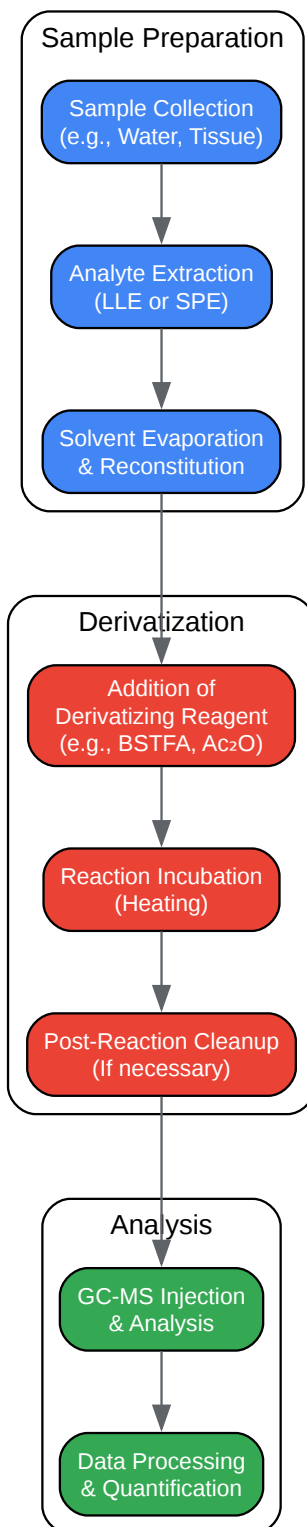 Sample Preparation
Sample Collection
(e.g., Water, Tissue)
Analyte Extraction
(LLE or SPE)
Solvent Evaporation
& Reconstitution
Derivatization
Addition of
Derivatizing Reagent
(e.g., BSTFA, Ac₂O)
Reaction Incubation
(Heating)
Post-Reaction Cleanup
(If necessary)
Analysis
GC-MS Injection
& Analysis
Data Processing
& Quantification